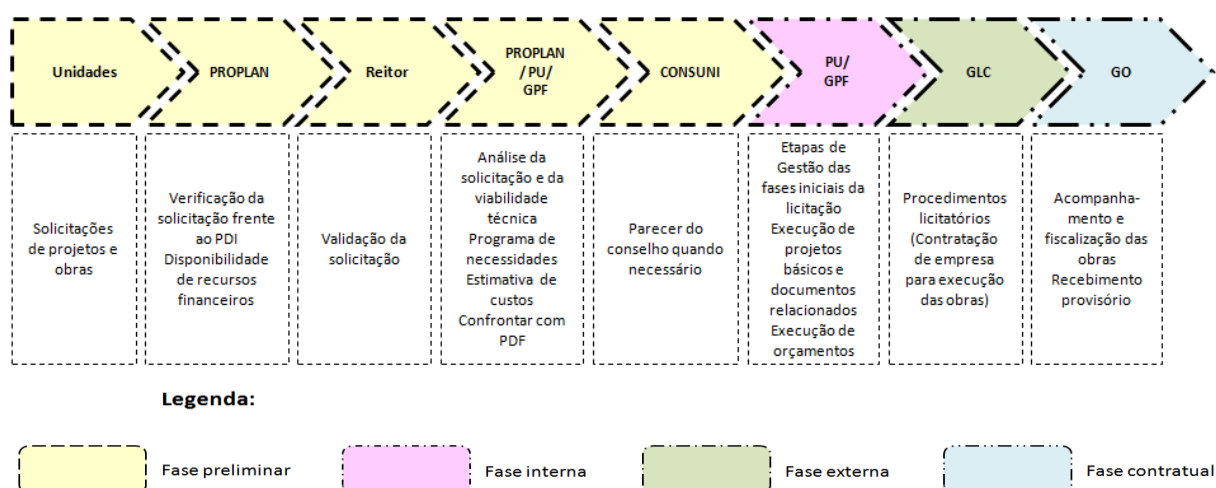 Unidades
PROPLAN
Reitor
PROPLAN
/ PU/
GPF
CONSUNI
PU/
GPF
GLC
GO
Solicitações
de projetos e
obras
Verificação da
solicitação frente
ao PDI
Disponibilidade
de recursos
financeiros
Validação da
solicitação
Análise da
solicitação e da
viabilidade
técnica
Programa de
necessidades
Estimativa de
custos
Confrontar com
PDF
Parecer do
conselho quando
necessário
Etapas de
Gestão das
fases iniciais da
licitação
Execução de
projetos
básicos e
documentos
relacionados
Execução de
orçamentos
Procedimentos
licitatórios
(Contratação
de empresa
para execução
das obras)
Acompanha-
mento e
fiscalização das
obras
Recebimento
provisório
Legenda:
Fase preliminar
Fase interna
Fase externa
Fase contratual